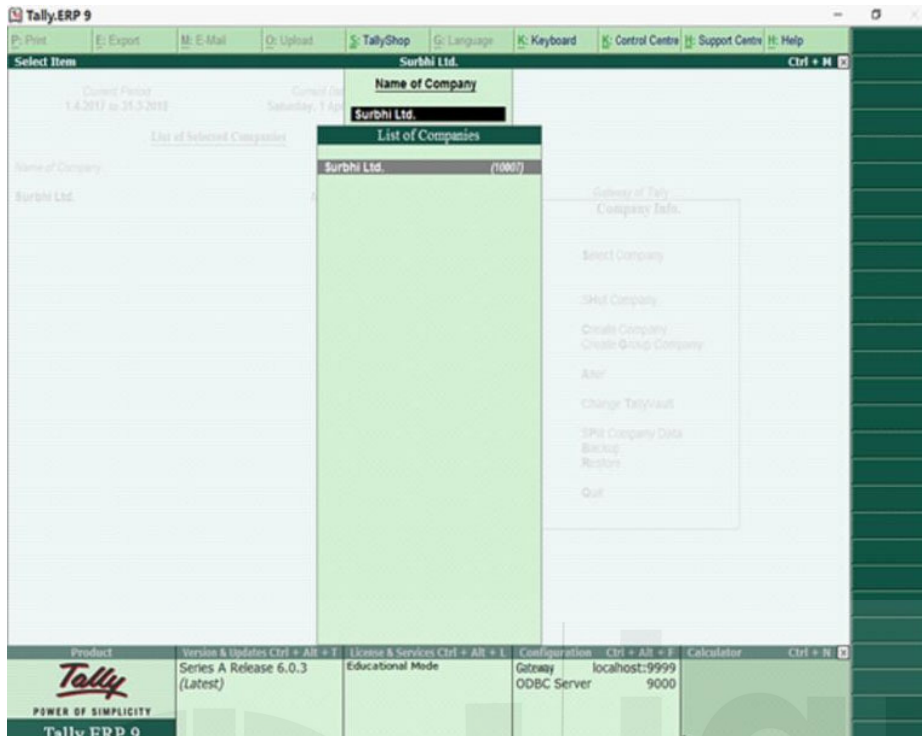 Tally.ERP 9
P: Print E: Export M: E-Mail O: Upload S: TallyShop G: Language K: Keyboard K: Control Centre H: Support Centre H: Help
Select Item Surbhi Ltd. Ctrl + M
Current Period
1.4.2017 to 31.3.2018 Saturday, 1 Apr
Name of Company
Surbhi Ltd.
List of Selected Companies
List of Companies
Name of Company
Surbhi Ltd.
Surbhi Ltd. (10007)
Gateway of Tally
Company Info.
Select Company
SHut Company
Create Company
Create Group Company
Alter
Change TallyVault
SPlit Company Data
Backup
Restore
Quit
Product Version & Updates Ctrl + Alt + T License & Services Ctrl + Alt + L Configuration Ctrl + Alt + F Calculator Ctrl + N
Tally
POWER OF SIMPLICITY
Tally.ERP 9
Series A Release 6.0.3
(Latest)
Educational Mode
Gateway localhost:9999
ODBC Server 9000